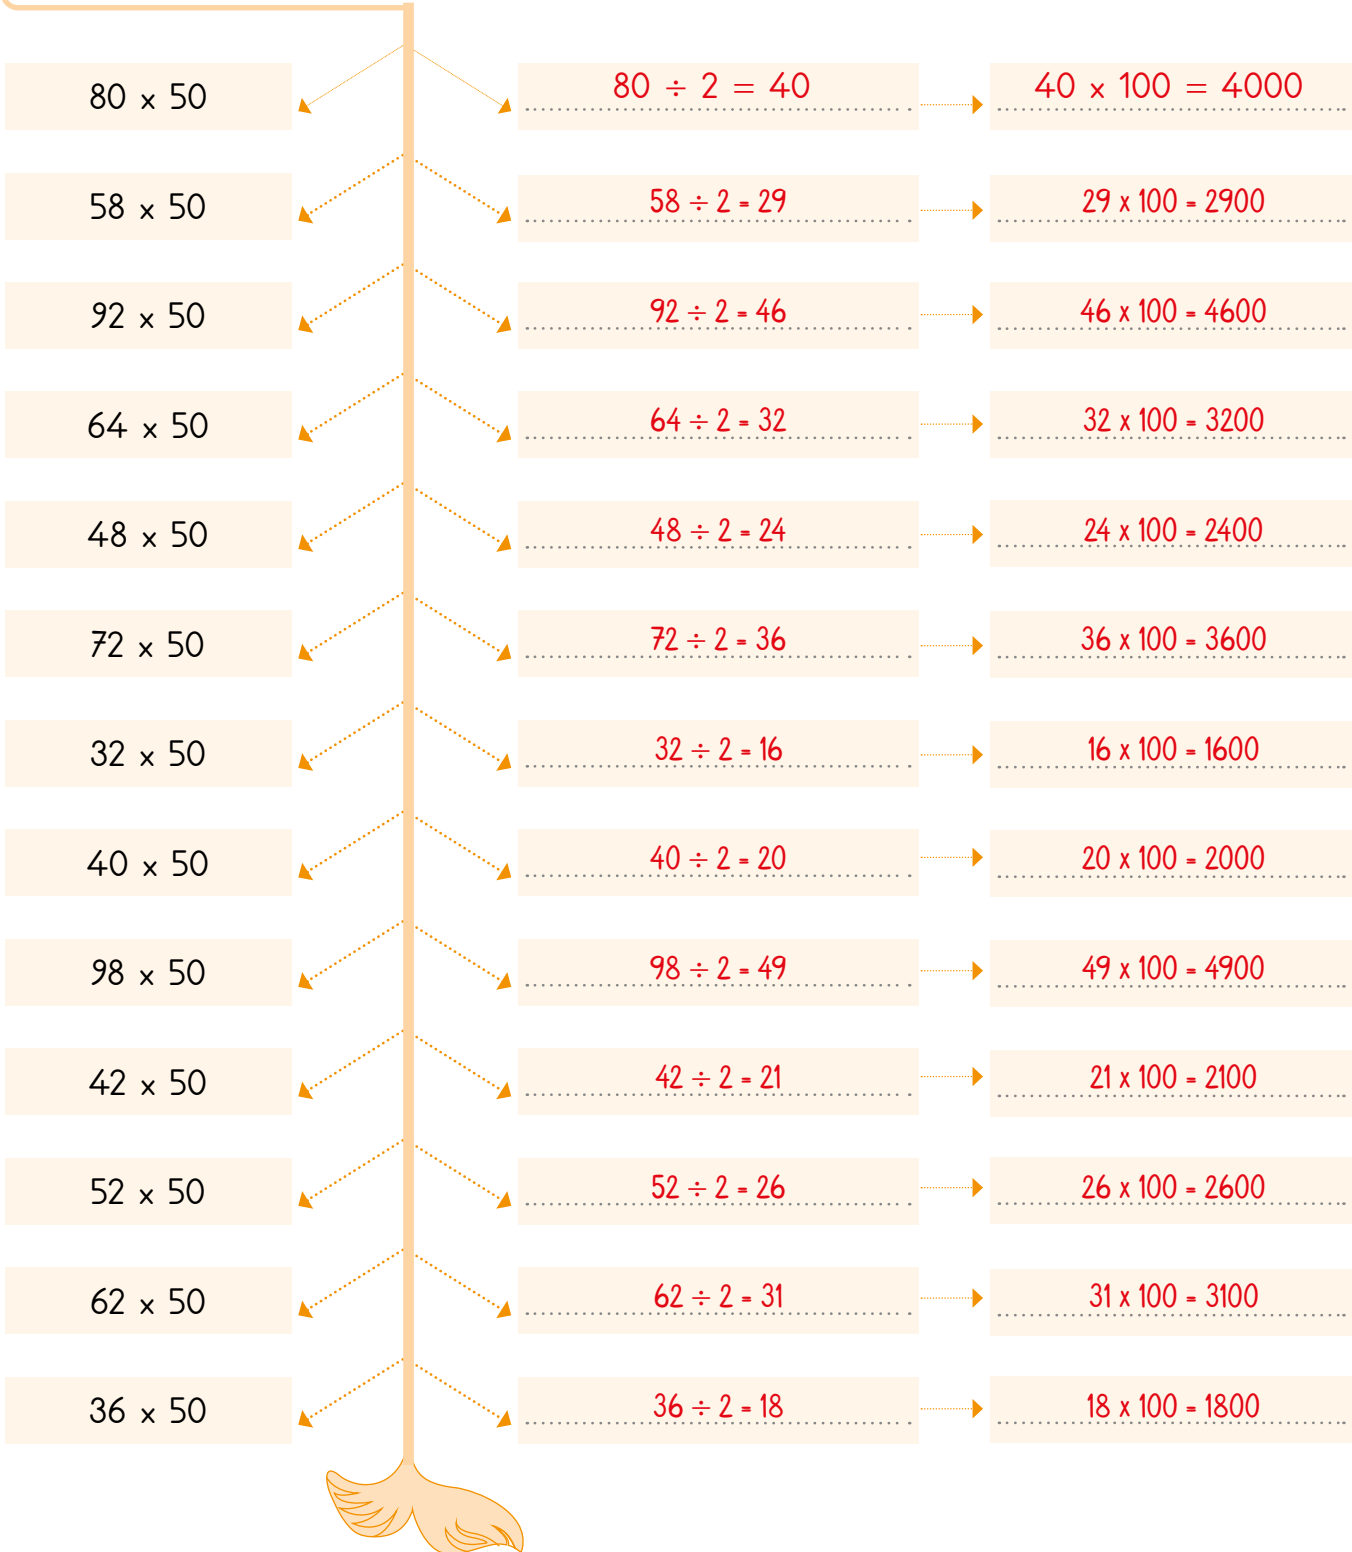 80 x 50 80 ÷ 2 = 40 40 x 100 = 4000
58 x 50 58 ÷ 2 = 29 29 x 100 = 2900
92 x 50 92 ÷ 2 = 46 46 x 100 = 4600
64 x 50 64 ÷ 2 = 32 32 x 100 = 3200
48 x 50 48 ÷ 2 = 24 24 x 100 = 2400
72 x 50 72 ÷ 2 = 36 36 x 100 = 3600
32 x 50 32 ÷ 2 = 16 16 x 100 = 1600
40 x 50 40 ÷ 2 = 20 20 x 100 = 2000
98 x 50 98 ÷ 2 = 49 49 x 100 = 4900
42 x 50 42 ÷ 2 = 21 21 x 100 = 2100
52 x 50 52 ÷ 2 = 26 26 x 100 = 2600
62 x 50 62 ÷ 2 = 31 31 x 100 = 3100
36 x 50 36 ÷ 2 = 18 18 x 100 = 1800